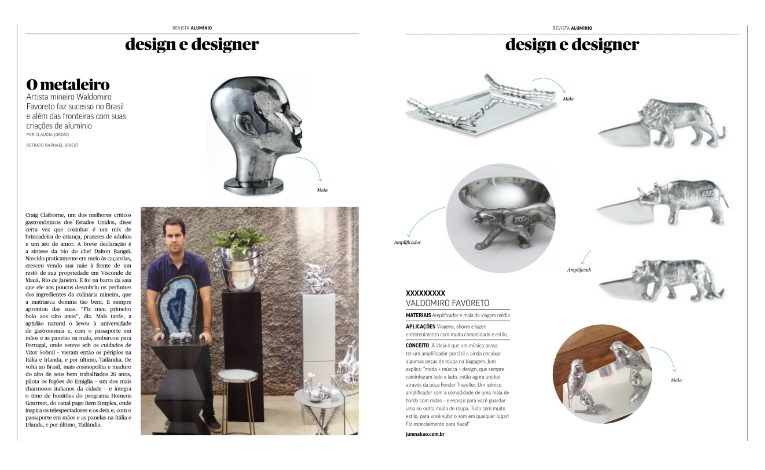 REVISTA ALUMÍNIO
design e designer
O metaleiro
Artista mineiro Waldomiro
Favoreto faz sucesso no Brasil
e além das fronteiras com suas
criações de alumínio
POR CLAUDIA JORDÃO
RETRATO RAPHAEL BRIEST
Mala
Craig Claiborne, um dos melhores críticos
gastronômicos dos Estados Unidos, disse
certa vez que cozinhar é um mix de
brincadeira de criança, prazeres de adultos
e um ato de amor. A breve declaração é
a síntese da bio do chef Dalton Rangel.
Nascido praticamente em meio às caçarolas,
cresceu vendo sua mãe à frente de um
restô de sua propriedade em Visconde de
Mauá, Rio de Janeiro. E foi na barra da saia
que ele aos poucos descobriu os perfumes
dos ingredientes da culinária mineira, que
a matriarca domina tão bem. E sempre
aprontou das suas. "Fiz meu primeiro
bolo aos oito anos", diz. Mais tarde, a
aptidão natural o levou à universidade
de gastronomia e, com o passaporte em
mãos e as panelas na mala, embarcou para
Portugal, onde esteve sob os cuidados de
Vitor Sobral - vieram então os périplos na
Itália e Irlanda, e por último, Tailândia. De
volta ao Brasil, mais cosmopolita e maduro
do alto de seus bem trabalhados 26 anos,
pilota os fogões do Emiglia - um dos mais
charmosos italianos da cidade - e integra
o time de bonitões do programa Homens
Gourmet, do canal pago Bem Simples, onde
inspira os telespectadores e os deix e, com o
passaporte em mãos e as panelas na Itália e
Irlanda, e por último, Tailândia.
REVISTA ALUMÍNIO
design e designer
Mala
Amplificador
Amplificad
XXXXXXXXX
VALDOMIRO FAVORETO
MATERIAIS Amplificador e mala de viagem média
APLICAÇÕES Viagens, shows e lazer:
entretenimento com muita comodidade e estilo.
CONCEITO A ideia é que um músico possa
ter um amplificador portátil e ainda encaixar
algumas peças de roupa na bagagem. Jum
explica: "moda + música + design, que sempre
caminharam lado a lado, estão agora unidos
através da peça Fender Traveller. Um icônico
amplificador com a comodidade de uma mala de
bordo com rodas - e espaço para você guardar
uma ou outra muda de roupa. Tudo com muito
estilo, para você subir o som em qualquer lugar!
Fiz especialmente para Kaza!"
jumnakao.com.br
Mala